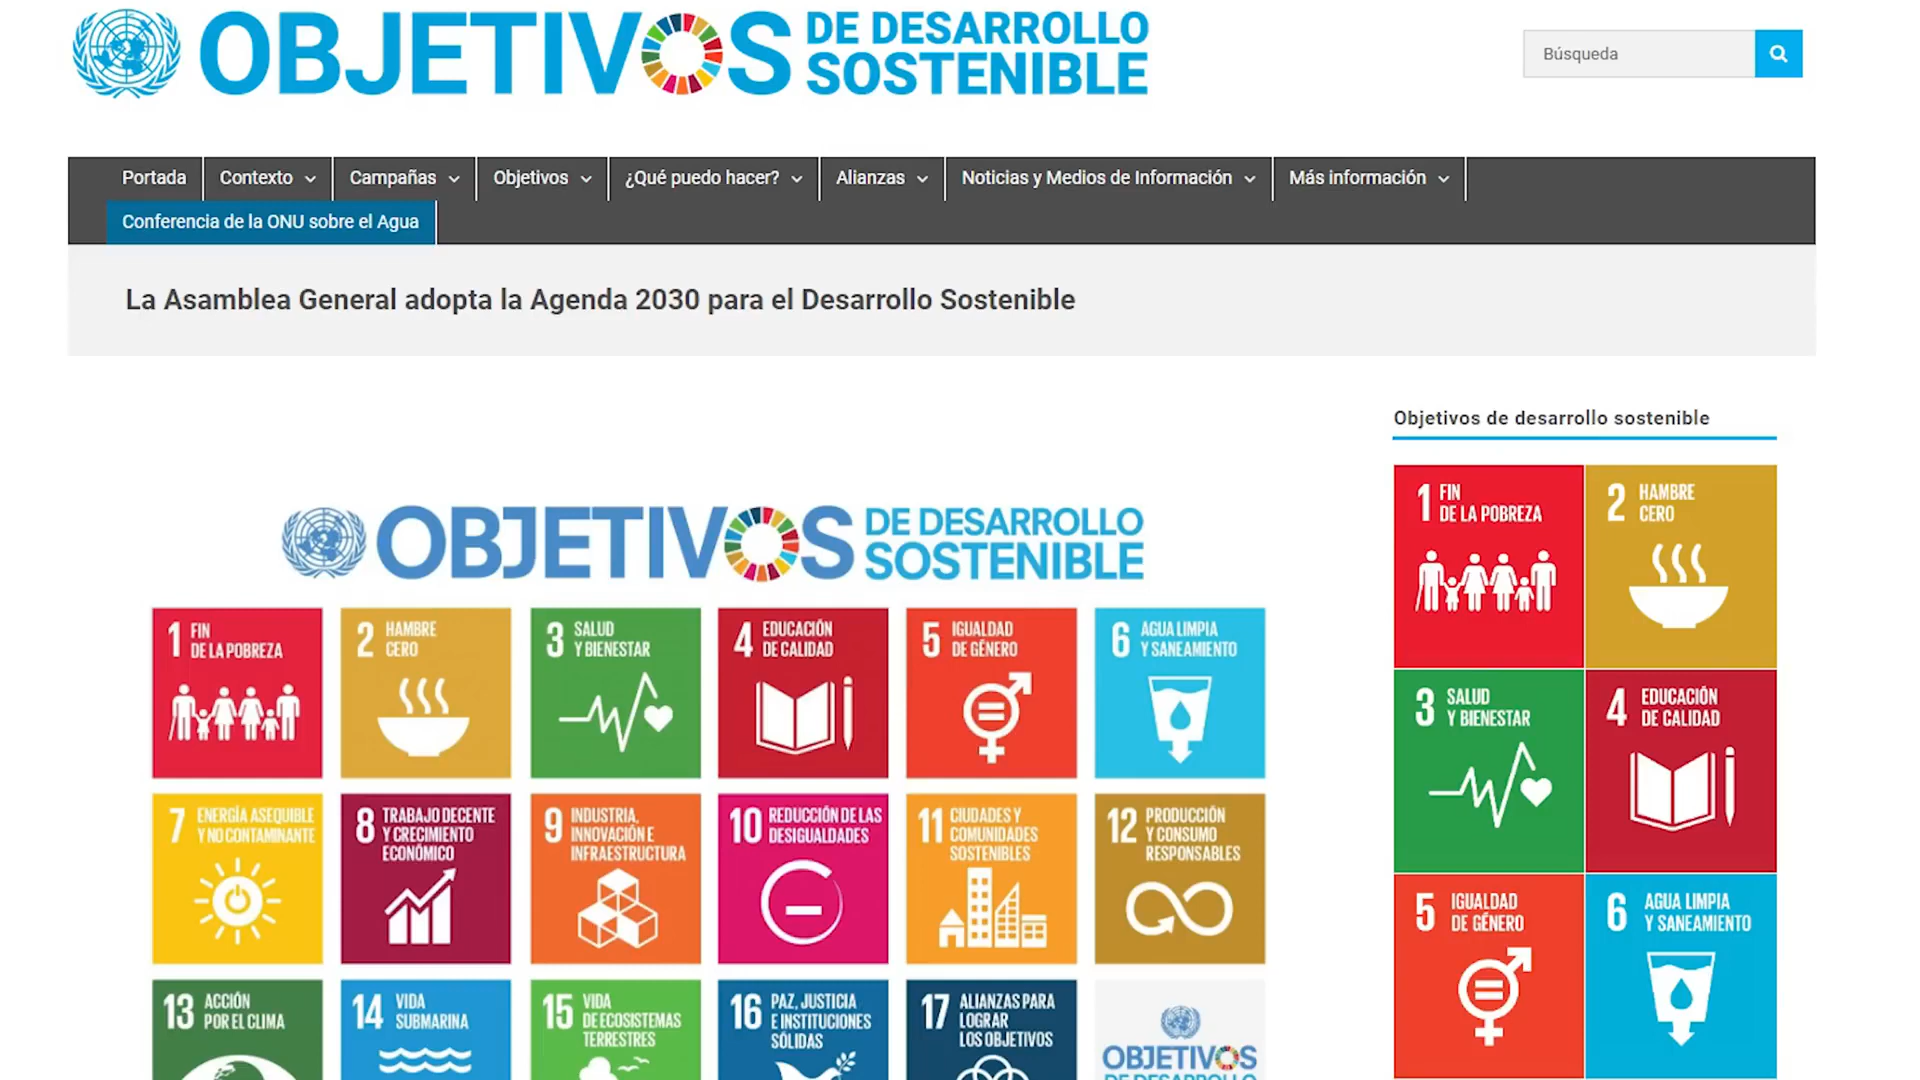 OBJETIVOS DE DESARROLLO
SOSTENIBLE
Búsqueda
Portada Contexto Campañas Objetivos ¿Qué puedo hacer? Alianzas Noticias y Medios de Información Más información
Conferencia de la ONU sobre el Agua
La Asamblea General adopta la Agenda 2030 para el Desarrollo Sostenible
OBJETIVOS DE DESARROLLO
SOSTENIBLE
1 FIN
DE LA POBREZA
2 HAMBRE
CERO
3 SALUD
Y BIENESTAR
4 EDUCACIÓN
DE CALIDAD
5 IGUALDAD
DE GÉNERO
6 AGUA LIMPIA
Y SANEAMIENTO
7 ENERGÍA ASEQUIBLE
Y NO CONTAMINANTE
8 TRABAJO DECENTE
Y CRECIMIENTO
ECONÓMICO
9 INDUSTRIA,
INNOVACIÓN E
INFRAESTRUCTURA
10 REDUCCIÓN DE LAS
DESIGUALDADES
11 CIUDADES Y
COMUNIDADES
SOSTENIBLES
12 PRODUCCIÓN
Y CONSUMO
RESPONSABLES
13 ACCIÓN
POR EL CLIMA
14 VIDA
SUBMARINA
15 VIDA
DE ECOSISTEMAS
TERRESTRES
16 PAZ, JUSTICIA
E INSTITUCIONES
SÓLIDAS
17 ALIANZAS PARA
LOGRAR
LOS OBJETIVOS
OBJETIVOS
DE DESARROLLO
Objetivos de desarrollo sostenible
1 FIN
DE LA POBREZA
2 HAMBRE
CERO
3 SALUD
Y BIENESTAR
4 EDUCACIÓN
DE CALIDAD
5 IGUALDAD
DE GÉNERO
6 AGUA LIMPIA
Y SANEAMIENTO